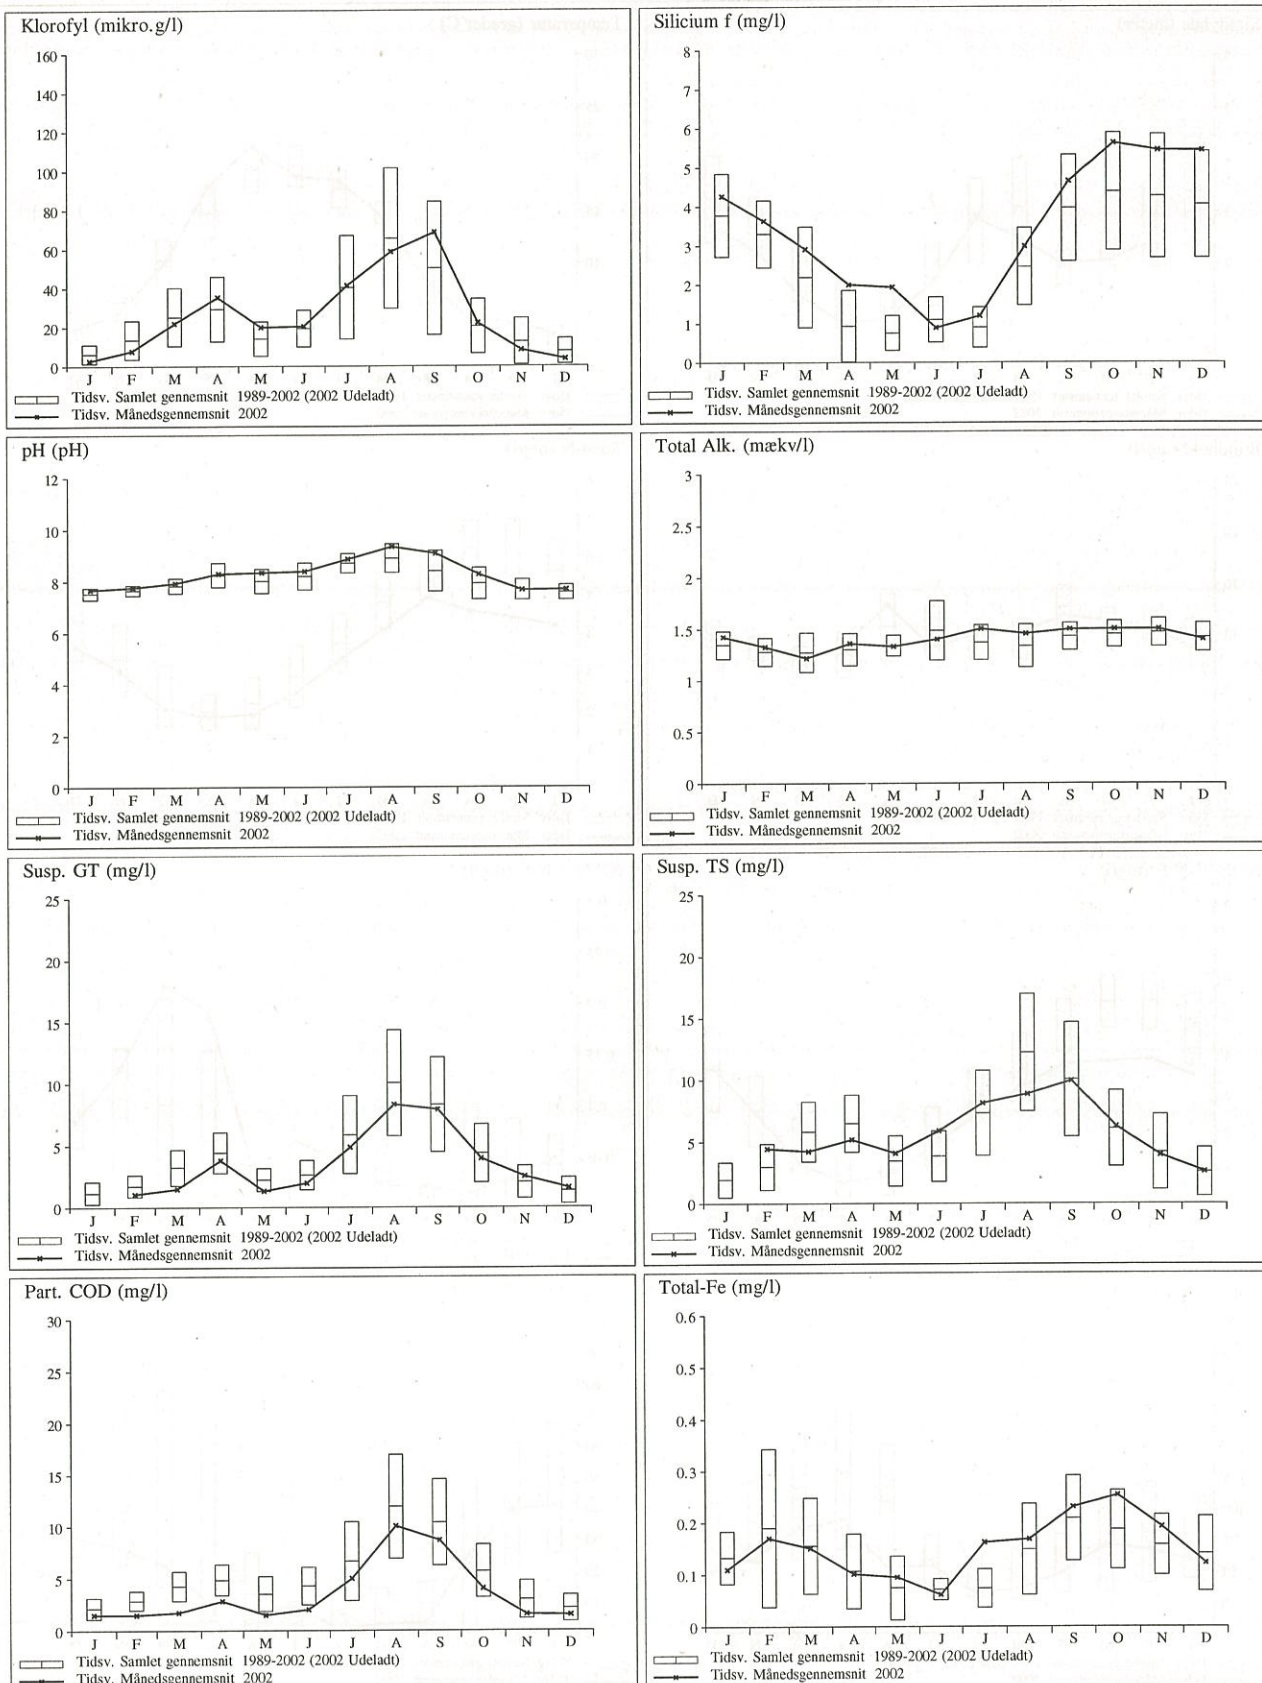 Klorofyl (mikro.g/l)
160
140
120
100
80
60
40
20
0
J F M A M J J A S O N D
Tidsv. Samlet gennemsnit 1989-2002 (2002 Udeladt)
Tidsv. Månedsgennemsnit 2002
Silicium f (mg/l)
8
7
6
5
4
3
2
1
0
J F M A M J J A S O N D
Tidsv. Samlet gennemsnit 1989-2002 (2002 Udeladt)
Tidsv. Månedsgennemsnit 2002
pH (pH)
12
10
8
6
4
2
0
J F M A M J J A S O N D
Tidsv. Samlet gennemsnit 1989-2002 (2002 Udeladt)
Tidsv. Månedsgennemsnit 2002
Total Alk. (mækv/l)
3
2.5
2
1.5
1
0.5
0
J F M A M J J A S O N D
Tidsv. Samlet gennemsnit 1989-2002 (2002 Udeladt)
Tidsv. Månedsgennemsnit 2002
Susp. GT (mg/l)
25
20
15
10
5
0
J F M A M J J A S O N D
Tidsv. Samlet gennemsnit 1989-2002 (2002 Udeladt)
Tidsv. Månedsgennemsnit 2002
Susp. TS (mg/l)
25
20
15
10
5
0
J F M A M J J A S O N D
Tidsv. Samlet gennemsnit 1989-2002 (2002 Udeladt)
Tidsv. Månedsgennemsnit 2002
Part. COD (mg/l)
30
25
20
15
10
5
0
J F M A M J J A S O N D
Tidsv. Samlet gennemsnit 1989-2002 (2002 Udeladt)
Tidsv. Månedsgennemsnit 2002
Total-Fe (mg/l)
0.6
0.5
0.4
0.3
0.2
0.1
0
J F M A M J J A S O N D
Tidsv. Samlet gennemsnit 1989-2002 (2002 Udeladt)
Tidsv. Månedsgennemsnit 2002